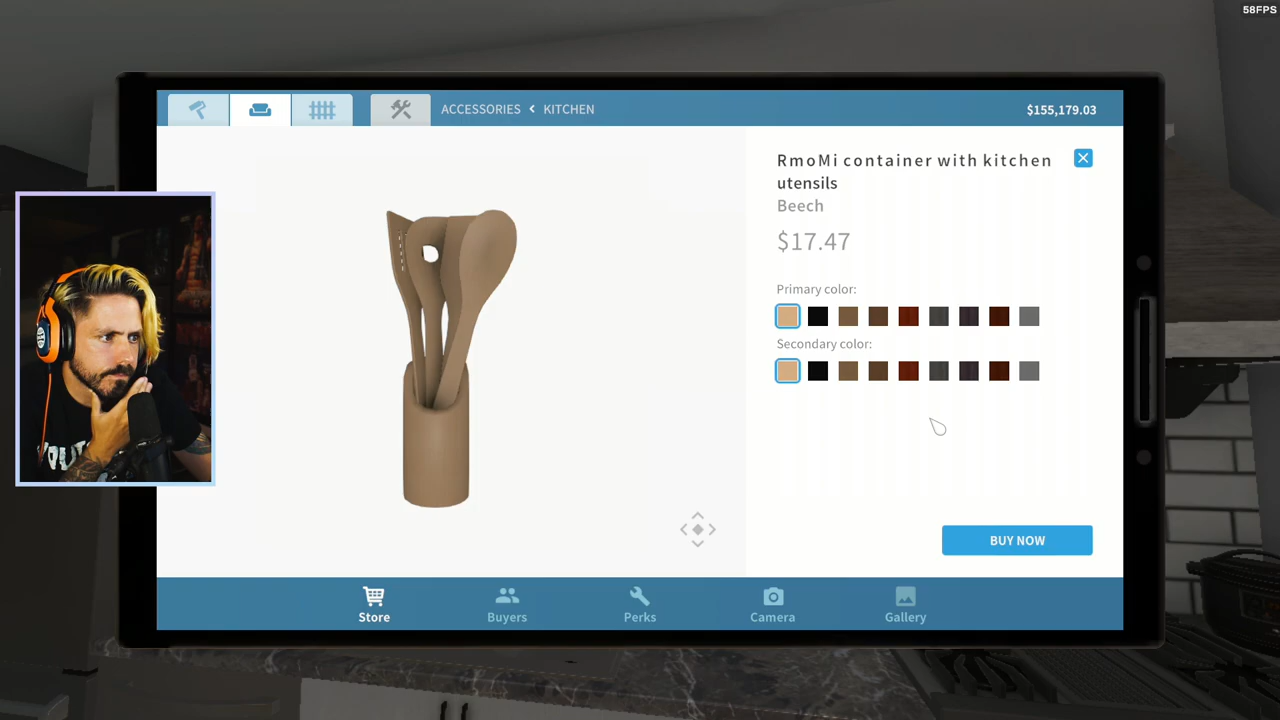 58FPS
ACCESSORIES < KITCHEN
$155,179.03
RmoMi container with kitchen
utensils
Beech
$17.47
Primary color:
Secondary color:
BUY NOW
Store
Buyers
Perks
Camera
Gallery